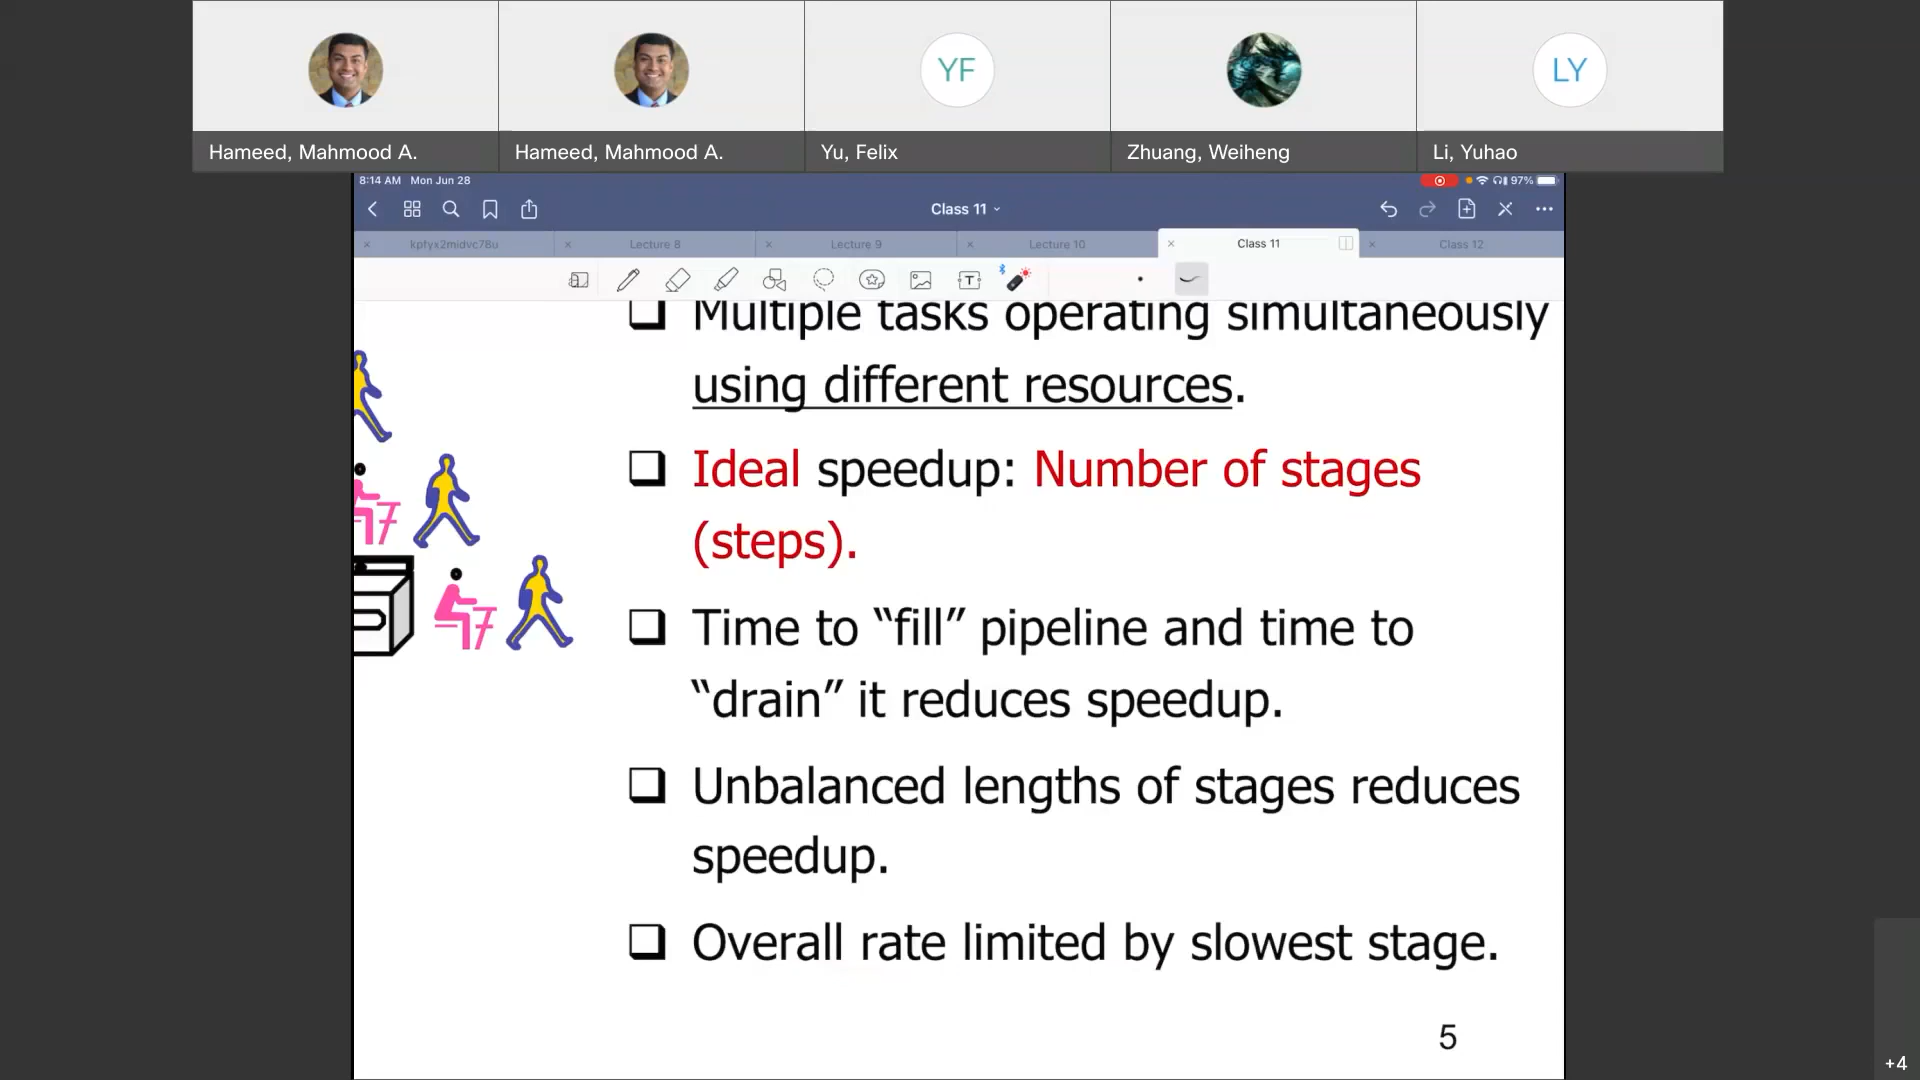 YF
LY
Hameed, Mahmood A.
Hameed, Mahmood A.
Yu, Felix
Zhuang, Weiheng
Li, Yuhao
8:14 AM Mon Jun 28
97%
Class 11
kptyx2midvc78u
Lecture 8
Lecture 9
Lecture 10
Class 11
Class 12
T
Multiple tasks operating simultaneously
using different resources.
Ideal speedup: Number of stages
(steps).
Time to “fill” pipeline and time to
“drain” it reduces speedup.
Unbalanced lengths of stages reduces
speedup.
Overall rate limited by slowest stage.
5
+4